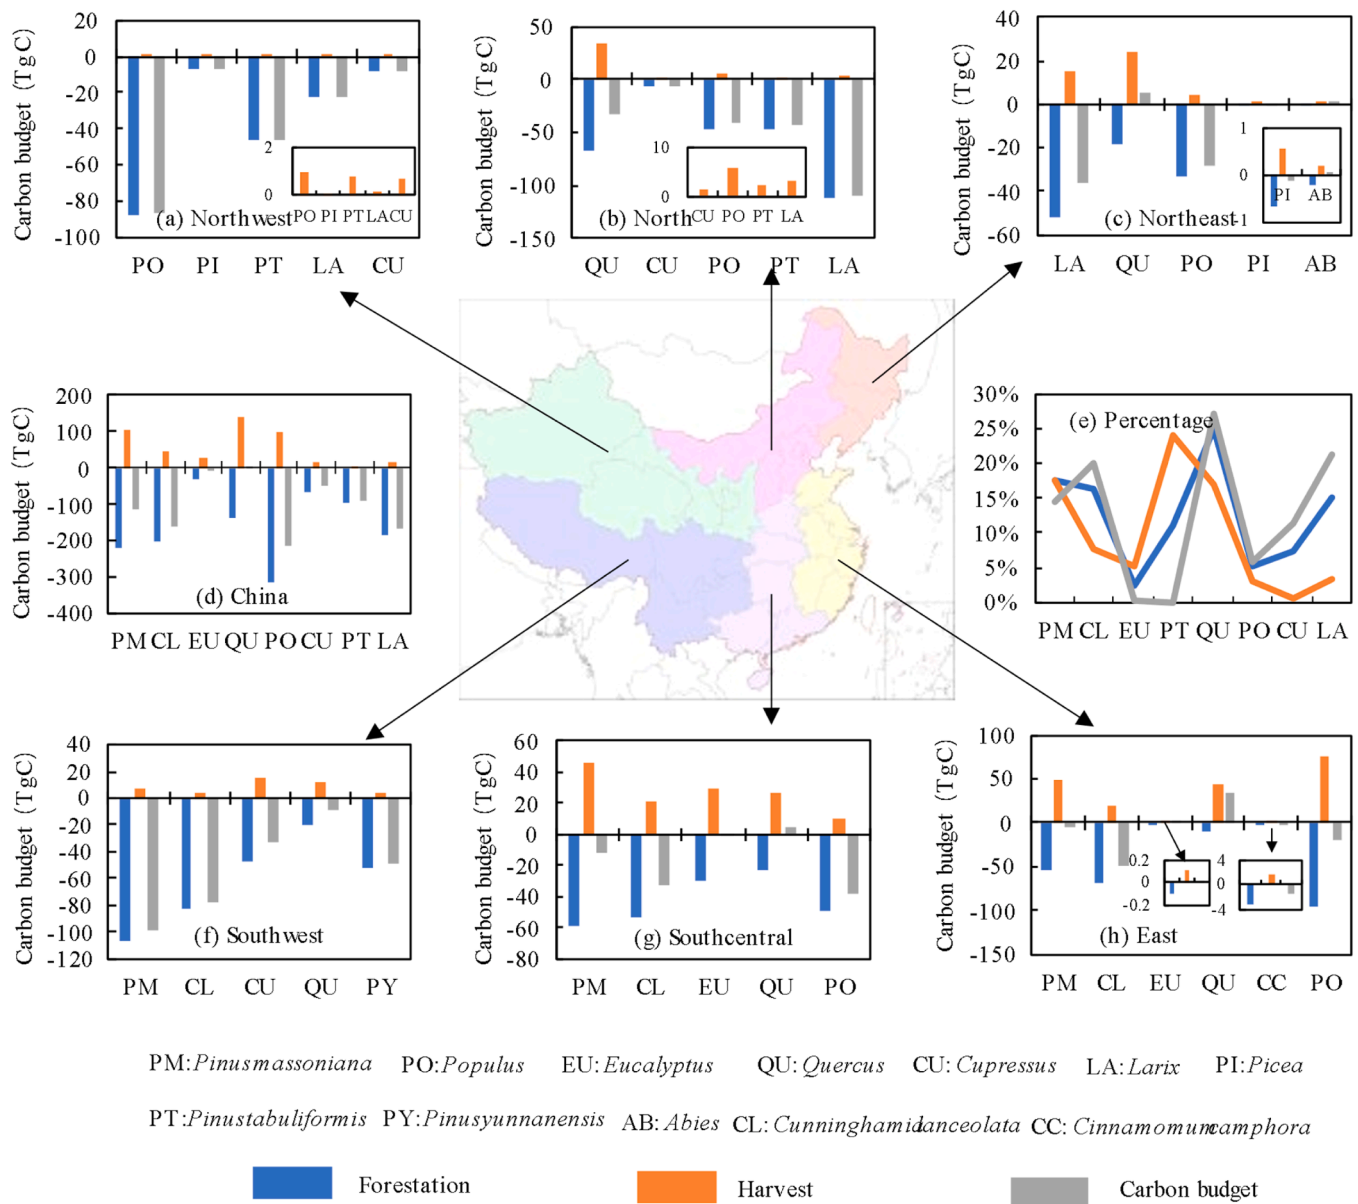 Carbon budget (TgC)
20
0
-20
-40
-60
-80
-100
(a) Northwest
2
0
PO PI PT LA CU
PO PI PT LA CU
Carbon budget (TgC)
50
0
-50
-100
-150
(b) North
10
0
CU PO PT LA
QU CU PO PT LA
Carbon budget (TgC)
40
20
0
-20
-40
-60
(c) Northeast
1
0
-1
PI AB
LA QU PO PI AB
Carbon budget (TgC)
200
100
0
-100
-200
-300
-400
(d) China
PM CL EU QU PO CU PT LA
30%
25%
20%
15%
10%
5%
0%
(e) Percentage
PM CL EU PT QU PO CU LA
Carbon budget (TgC)
40
20
0
-20
-40
-60
-80
-100
-120
(f) Southwest
PM CL CU QU PY
Carbon budget (TgC)
60
40
20
0
-20
-40
-60
-80
(g) Southcentral
PM CL EU QU PO
Carbon budget (TgC)
100
50
0
-50
-100
-150
0.2
0
-0.2
4
0
-4
(h) East
PM CL EU QU CC PO
PM:Pinusmassoniana PO:Populus EU:Eucalyptus QU:Quercus CU:Cupressus LA:Larix PI:Picea
PT:Pinustabuliformis PY:Pinusyunnanensis AB:Abies CL:Cunninghamialanceolata CC:Cinnamomumcamphora
Forestation Harvest Carbon budget